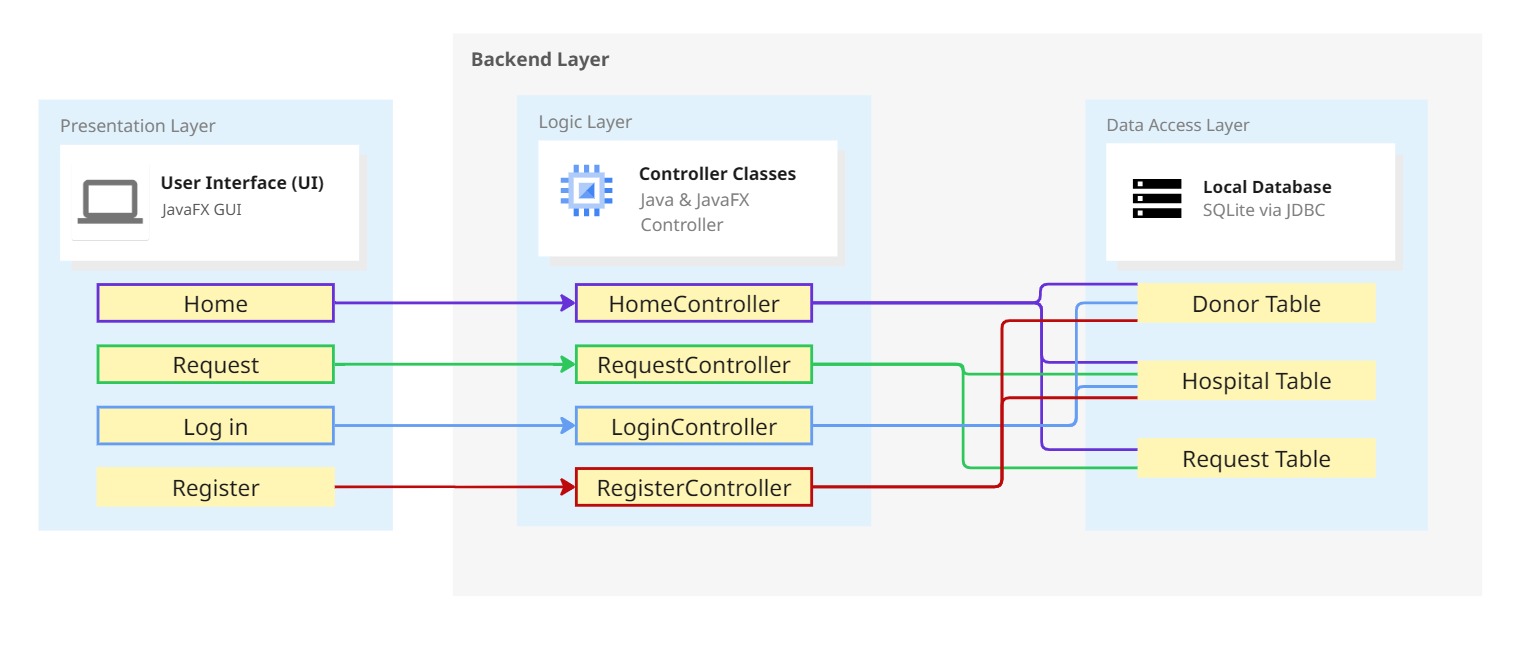 Backend Layer
Presentation Layer
User Interface (UI)
JavaFX GUI
Home
Request
Log in
Register
Logic Layer
Controller Classes
Java & JavaFX
Controller
HomeController
RequestController
LoginController
RegisterController
Data Access Layer
Local Database
SQLite via JDBC
Donor Table
Hospital Table
Request Table